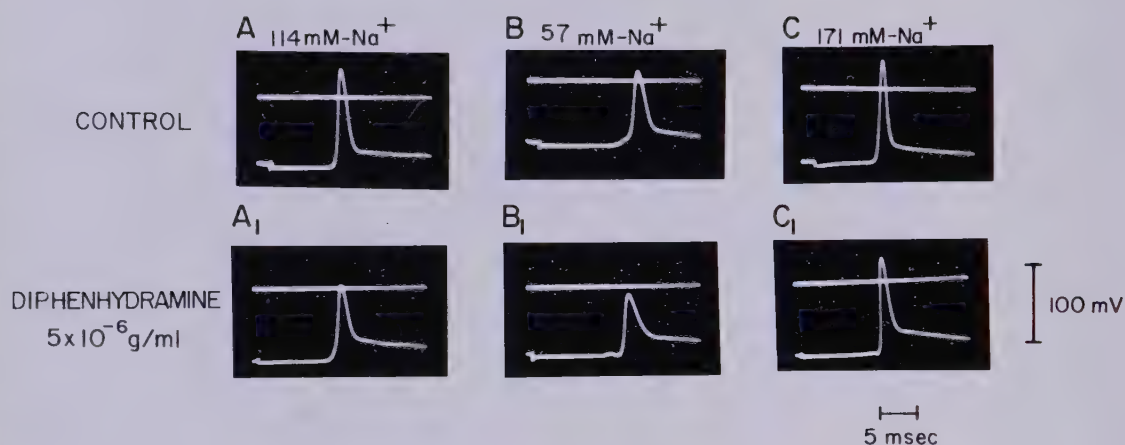 A 114 mM-Na+
B 57 mM-Na+
C 171 mM-Na+
CONTROL
A1
B1
C1
DIPHENHYDRAMINE
5x10-6 g/ml
100 mV
5 msec